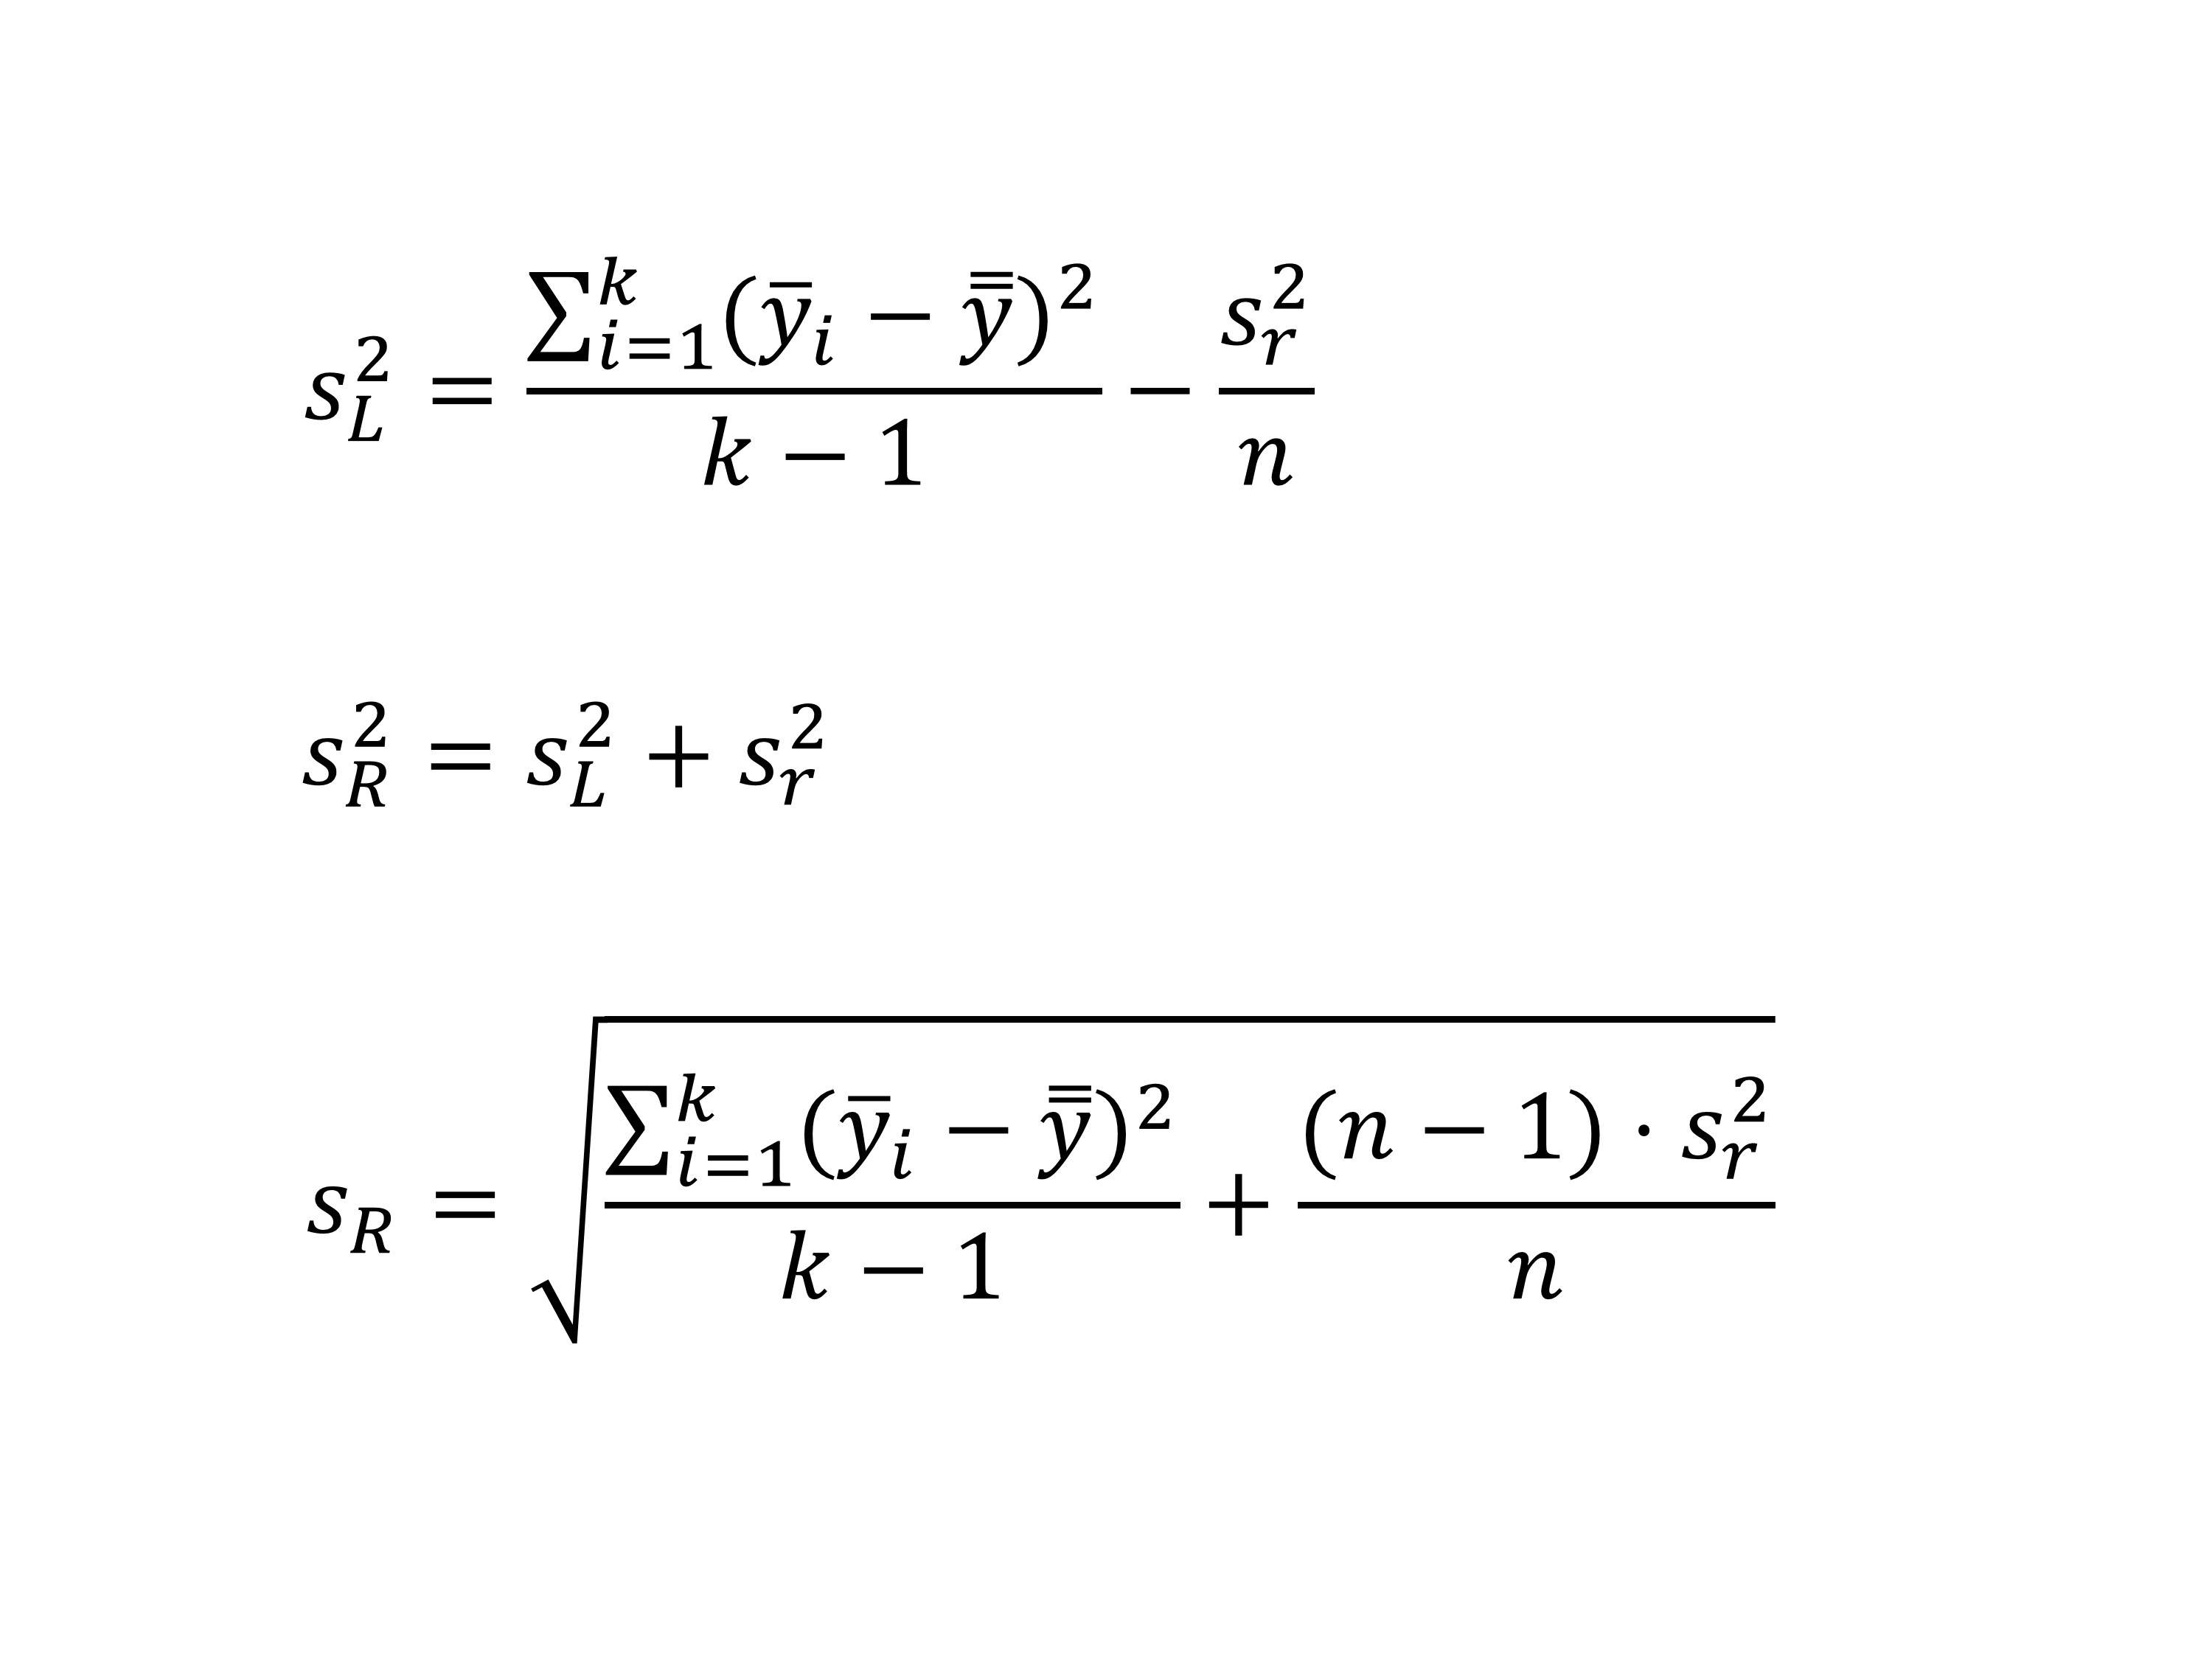 s_L^2 = \frac{\sum_{i=1}^{k}(\bar{y}_i - \bar{\bar{y}})^2}{k - 1} - \frac{s_r^2}{n}
s_R^2 = s_L^2 + s_r^2
s_R = \sqrt{\frac{\sum_{i=1}^{k}(\bar{y}_i - \bar{\bar{y}})^2}{k - 1} + \frac{(n - 1) \cdot s_r^2}{n}}